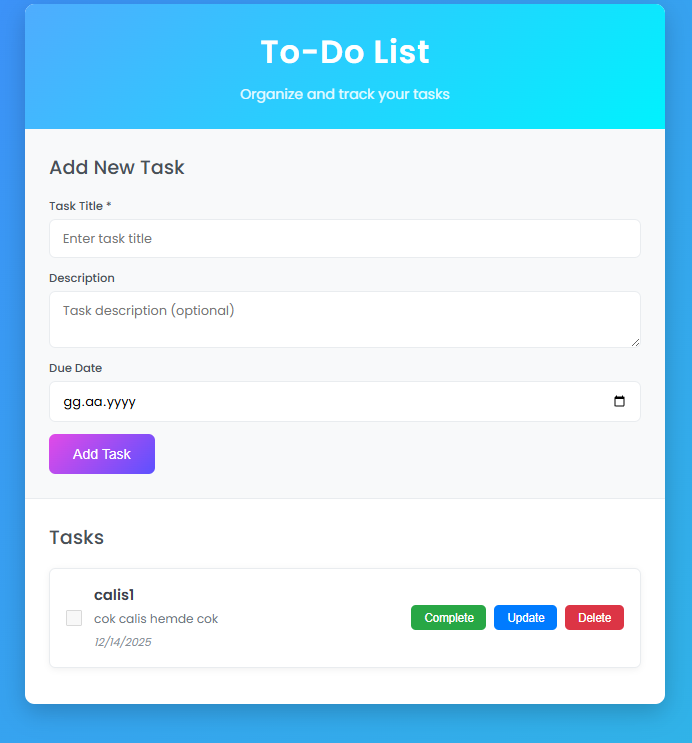 To-Do List
Organize and track your tasks
Add New Task
Task Title *
Enter task title
Description
Task description (optional)
Due Date
gg.aa.yyyy
Add Task
Tasks
calis1
cok calis hemde cok
12/14/2025
Complete Update Delete